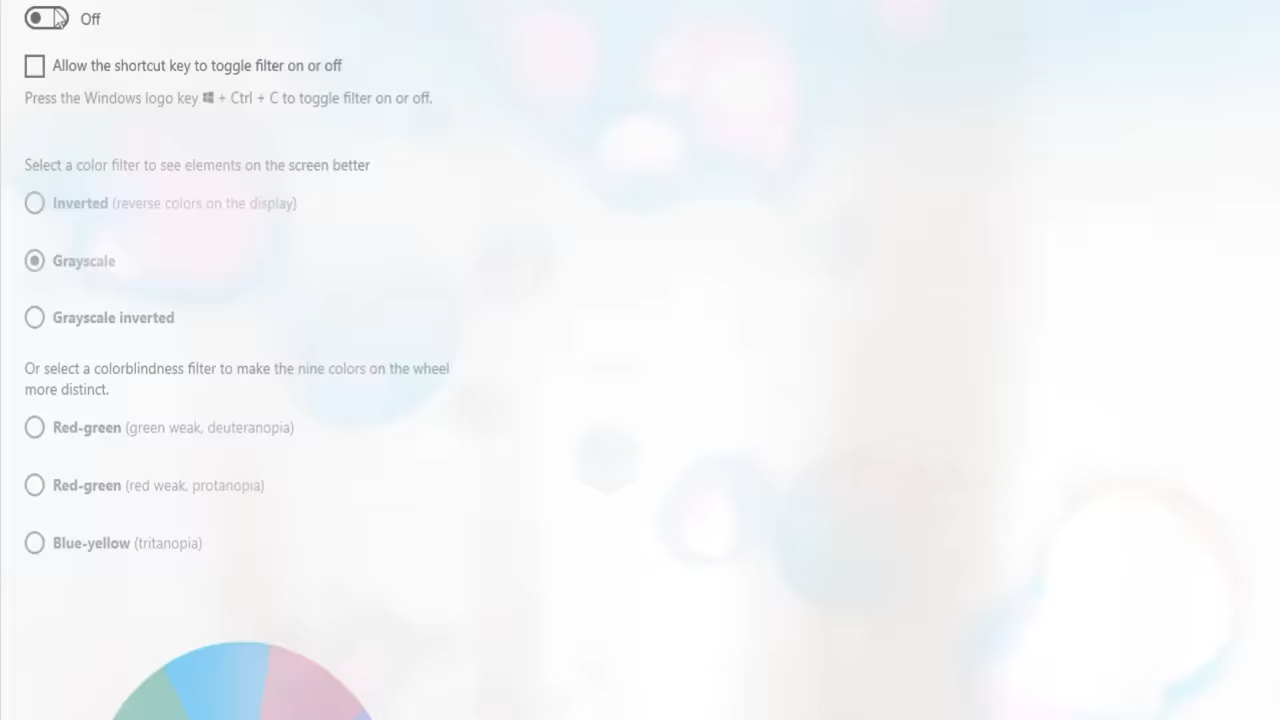 Off
Allow the shortcut key to toggle filter on or off
Press the Windows logo key + Ctrl + C to toggle filter on or off.
Select a color filter to see elements on the screen better
Inverted (reverse colors on the display)
Grayscale
Grayscale inverted
Or select a colorblindness filter to make the nine colors on the wheel
more distinct.
Red-green (green weak, deuteranopia)
Red-green (red weak, protanopia)
Blue-yellow (tritanopia)